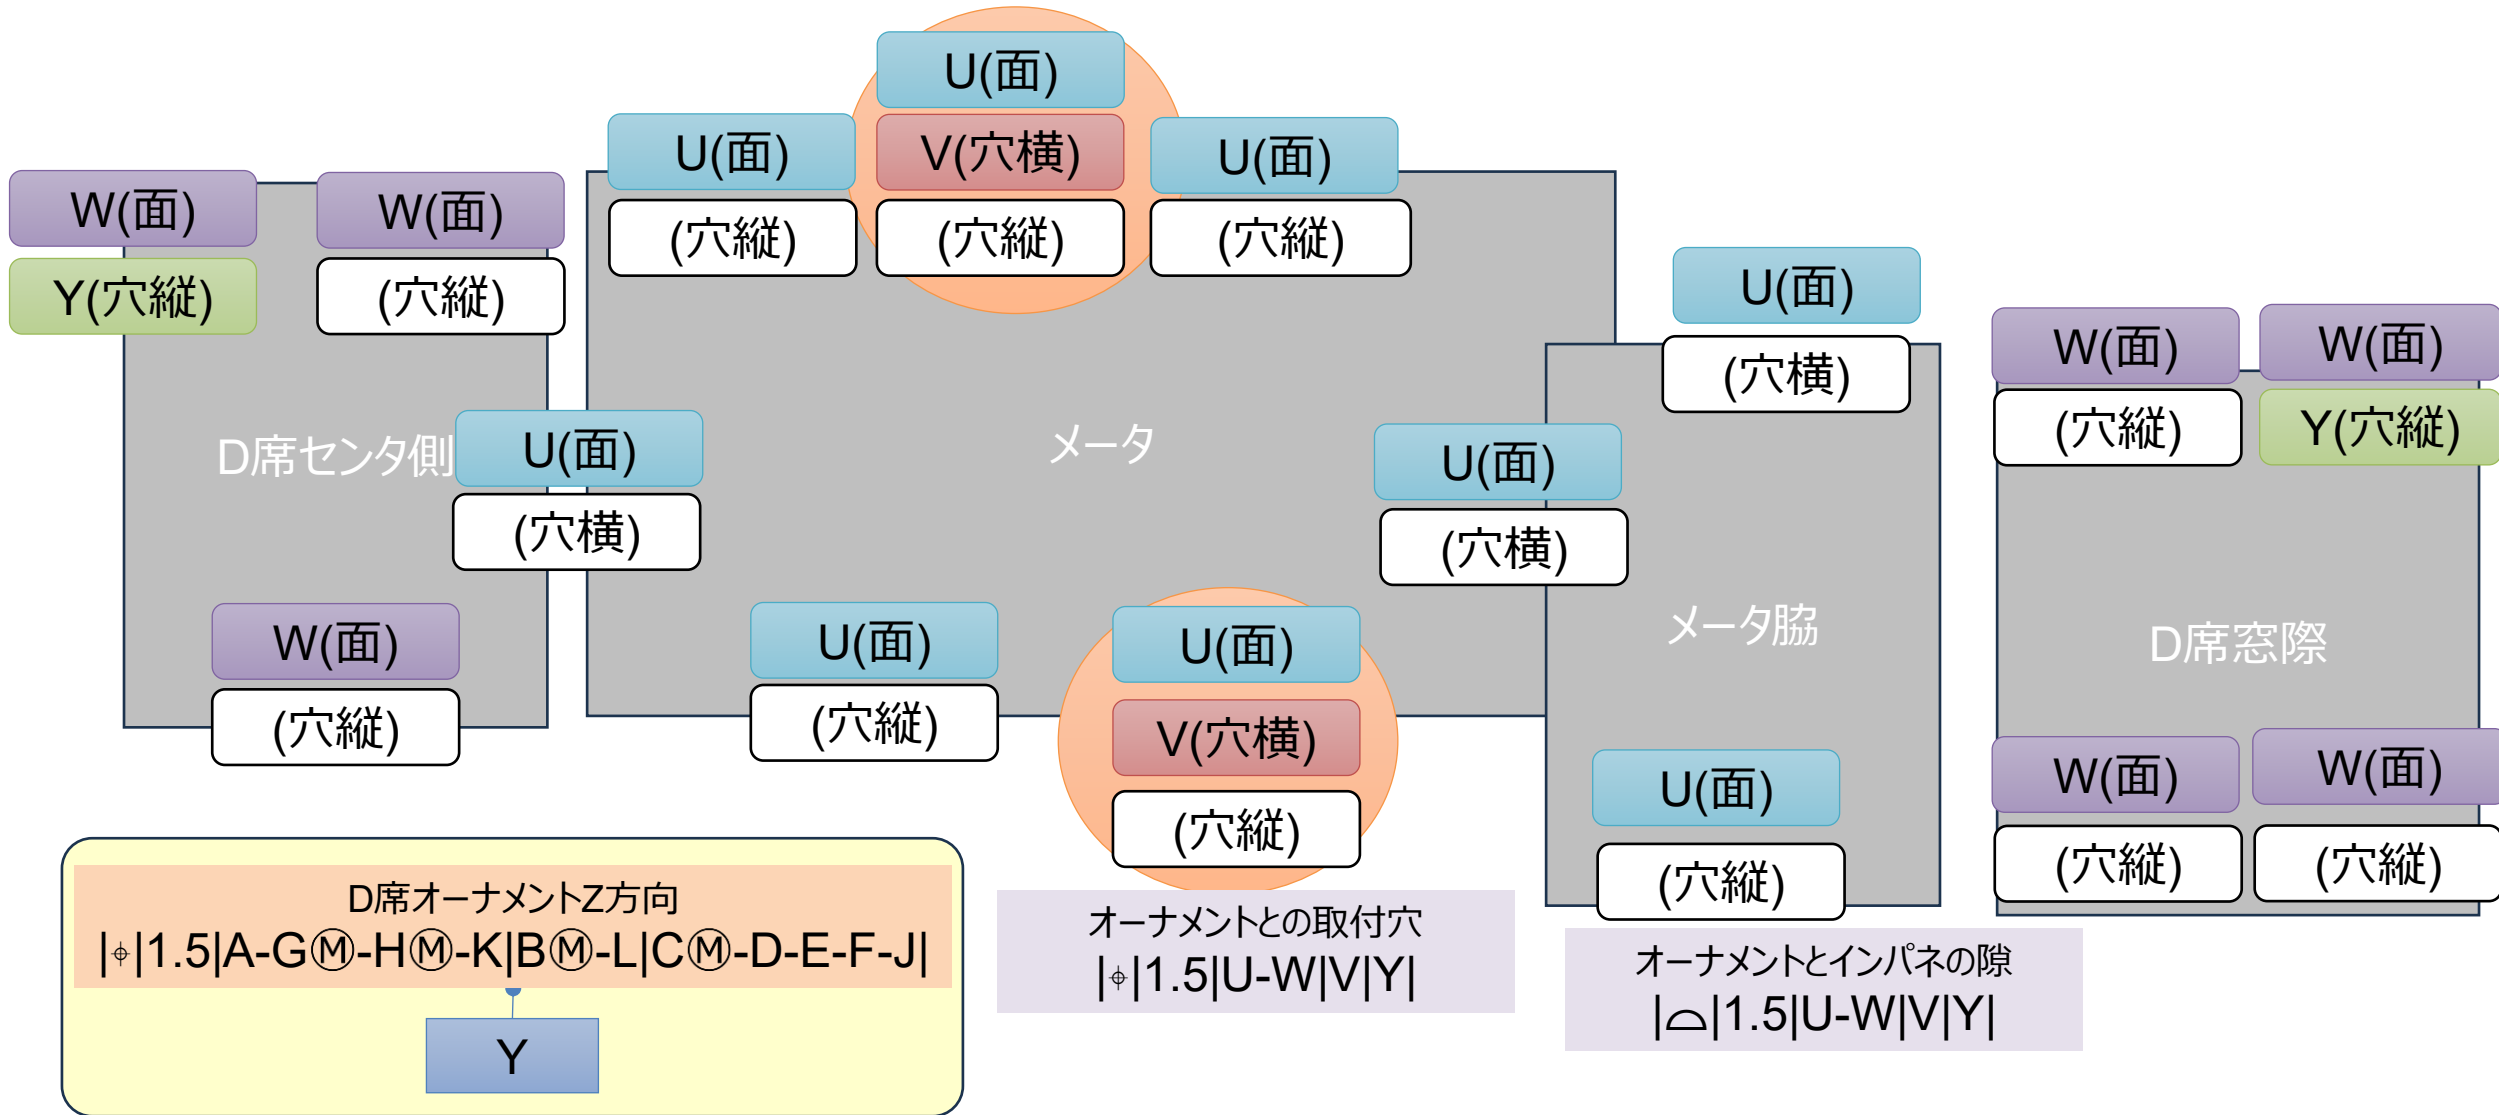 U(面)
V(穴横)
(穴縦)
U(面)
(穴縦)
U(面)
(穴縦)
W(面)
Y(穴縦)
W(面)
(穴縦)
U(面)
(穴横)
W(面)
(穴縦)
W(面)
Y(穴縦)
D席センタ側
U(面)
(穴横)
メータ
U(面)
(穴横)
W(面)
(穴縦)
U(面)
(穴縦)
U(面)
V(穴横)
(穴縦)
メータ脇
D席窓際
U(面)
(穴縦)
W(面)
(穴縦)
W(面)
(穴縦)
D席オーナメントZ方向
|⌖|1.5|A-GⓂ-HⓂ-K|BⓂ-L|CⓂ-D-E-F-J|
Y
オーナメントとの取付穴
|⌖|1.5|U-W|V|Y|
オーナメントとインパネの隙
|⌓|1.5|U-W|V|Y|